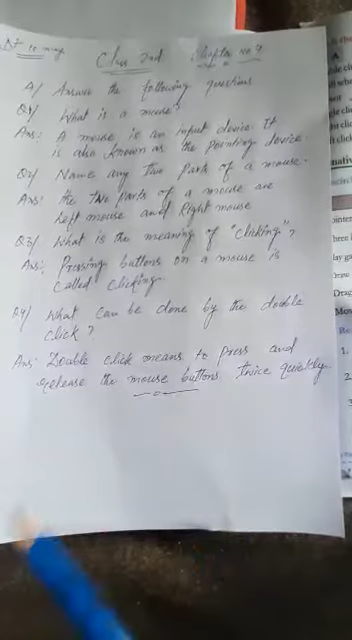 Dt 10 may
Class 2nd Chapter No 4
A/ Answer the following questions
Q1/ What is a mouse?
Ans: A mouse is an input device. It
is also known as the pointing device.
Q2/ Name any two parts of a mouse.
Ans: the two parts of a mouse are
left mouse and Right mouse
Q3/ What is the meaning of "clicking"?
Ans: Pressing buttons on a mouse is
called clicking.
Q4/ What can be done by the double
click?
Ans: Double click means to press and
release the mouse buttons twice quickly